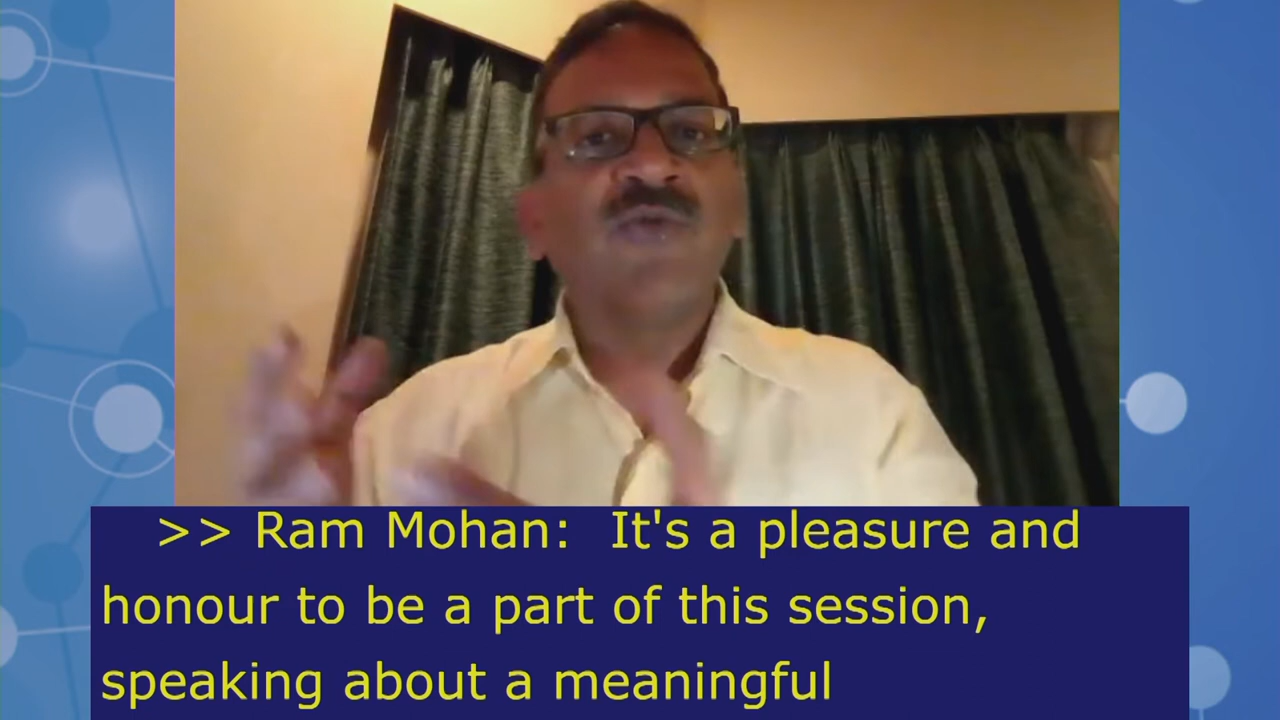 >> Ram Mohan:  It's a pleasure and
honour to be a part of this session,
speaking about a meaningful